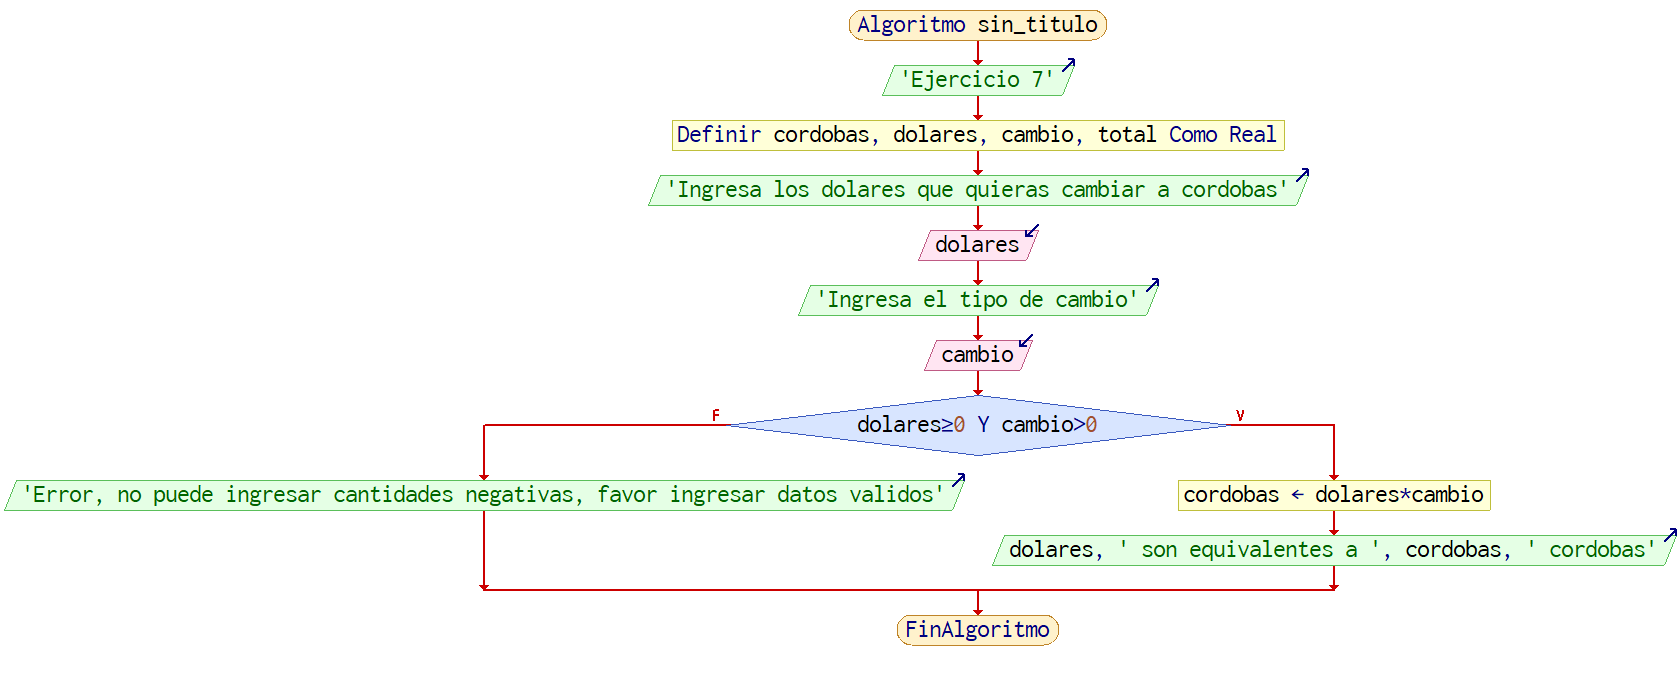 Algoritmo sin_titulo
'Ejercicio 7'
Definir cordobas, dolares, cambio, total Como Real
'Ingresa los dolares que quieras cambiar a cordobas'
dolares
'Ingresa el tipo de cambio'
cambio
dolares≥0 Y cambio>0
F
V
'Error, no puede ingresar cantidades negativas, favor ingresar datos validos'
cordobas ← dolares*cambio
dolares, ' son equivalentes a ', cordobas, ' cordobas'
FinAlgoritmo